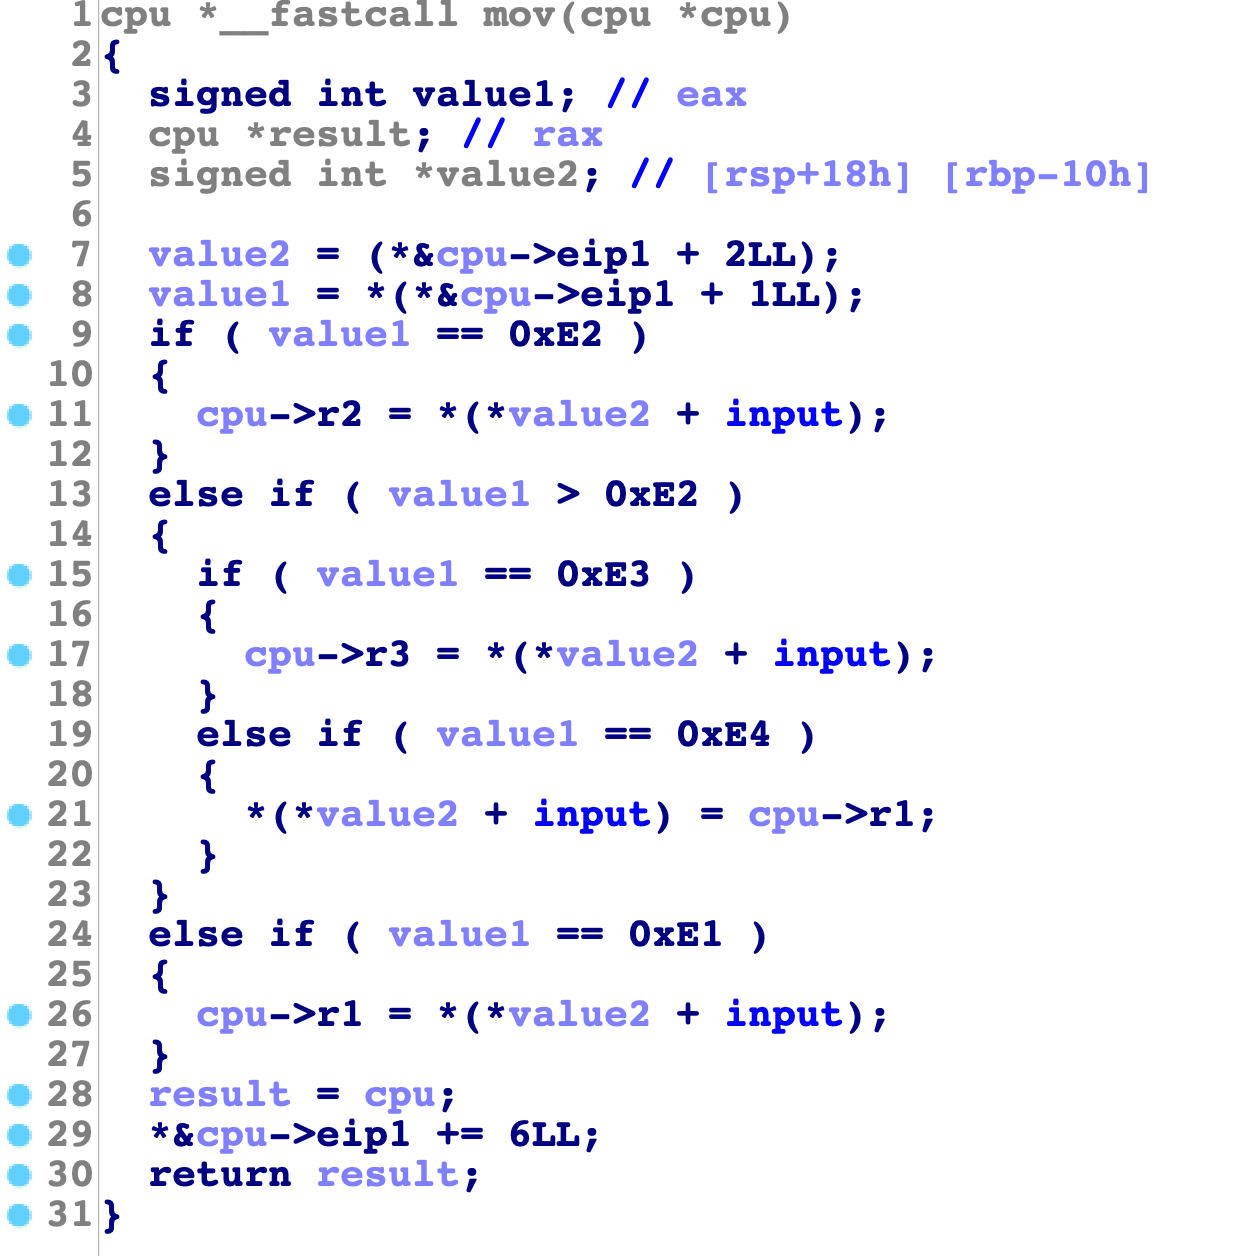 1 cpu *__fastcall mov(cpu *cpu)
2 {
3   signed int value1; // eax
4   cpu *result; // rax
5   signed int *value2; // [rsp+18h] [rbp-10h]
6
7   value2 = (*&cpu->eip1 + 2LL);
8   value1 = *(*&cpu->eip1 + 1LL);
9   if ( value1 == 0xE2 )
10   {
11     cpu->r2 = *(*value2 + input);
12   }
13   else if ( value1 > 0xE2 )
14   {
15     if ( value1 == 0xE3 )
16     {
17       cpu->r3 = *(*value2 + input);
18     }
19     else if ( value1 == 0xE4 )
20     {
21       *(*value2 + input) = cpu->r1;
22     }
23   }
24   else if ( value1 == 0xE1 )
25   {
26     cpu->r1 = *(*value2 + input);
27   }
28   result = cpu;
29   *&cpu->eip1 += 6LL;
30   return result;
31 }